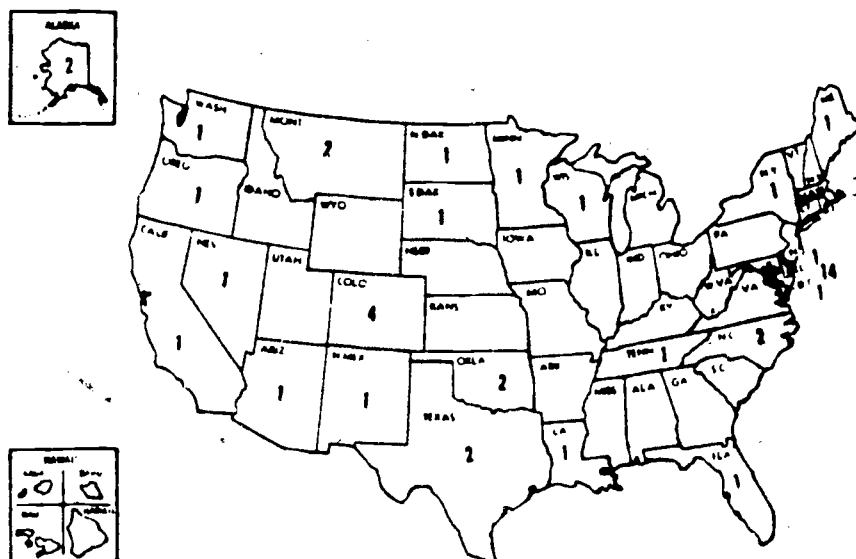 ALASKA
2
WASH
1
MONT
2
N DAK
1
MINN
1
ME
1
OREG
1
IDAHO
WYO
S DAK
1
WIS
1
MICH
VT
N Y
1
CALIF
1
NEV
1
UTAH
COLO
4
NEBR
KANS
IOWA
MO
ILL
IND
OHIO
PA
N J 1
14
D C
1
W VA
VA
KY
ARIZ
1
N MEX
1
OKLA
2
ARK
TENN 1
N C
2
S C
TEXAS
2
LA
1
MISS
ALA
GA
FLA
1
HAWAII